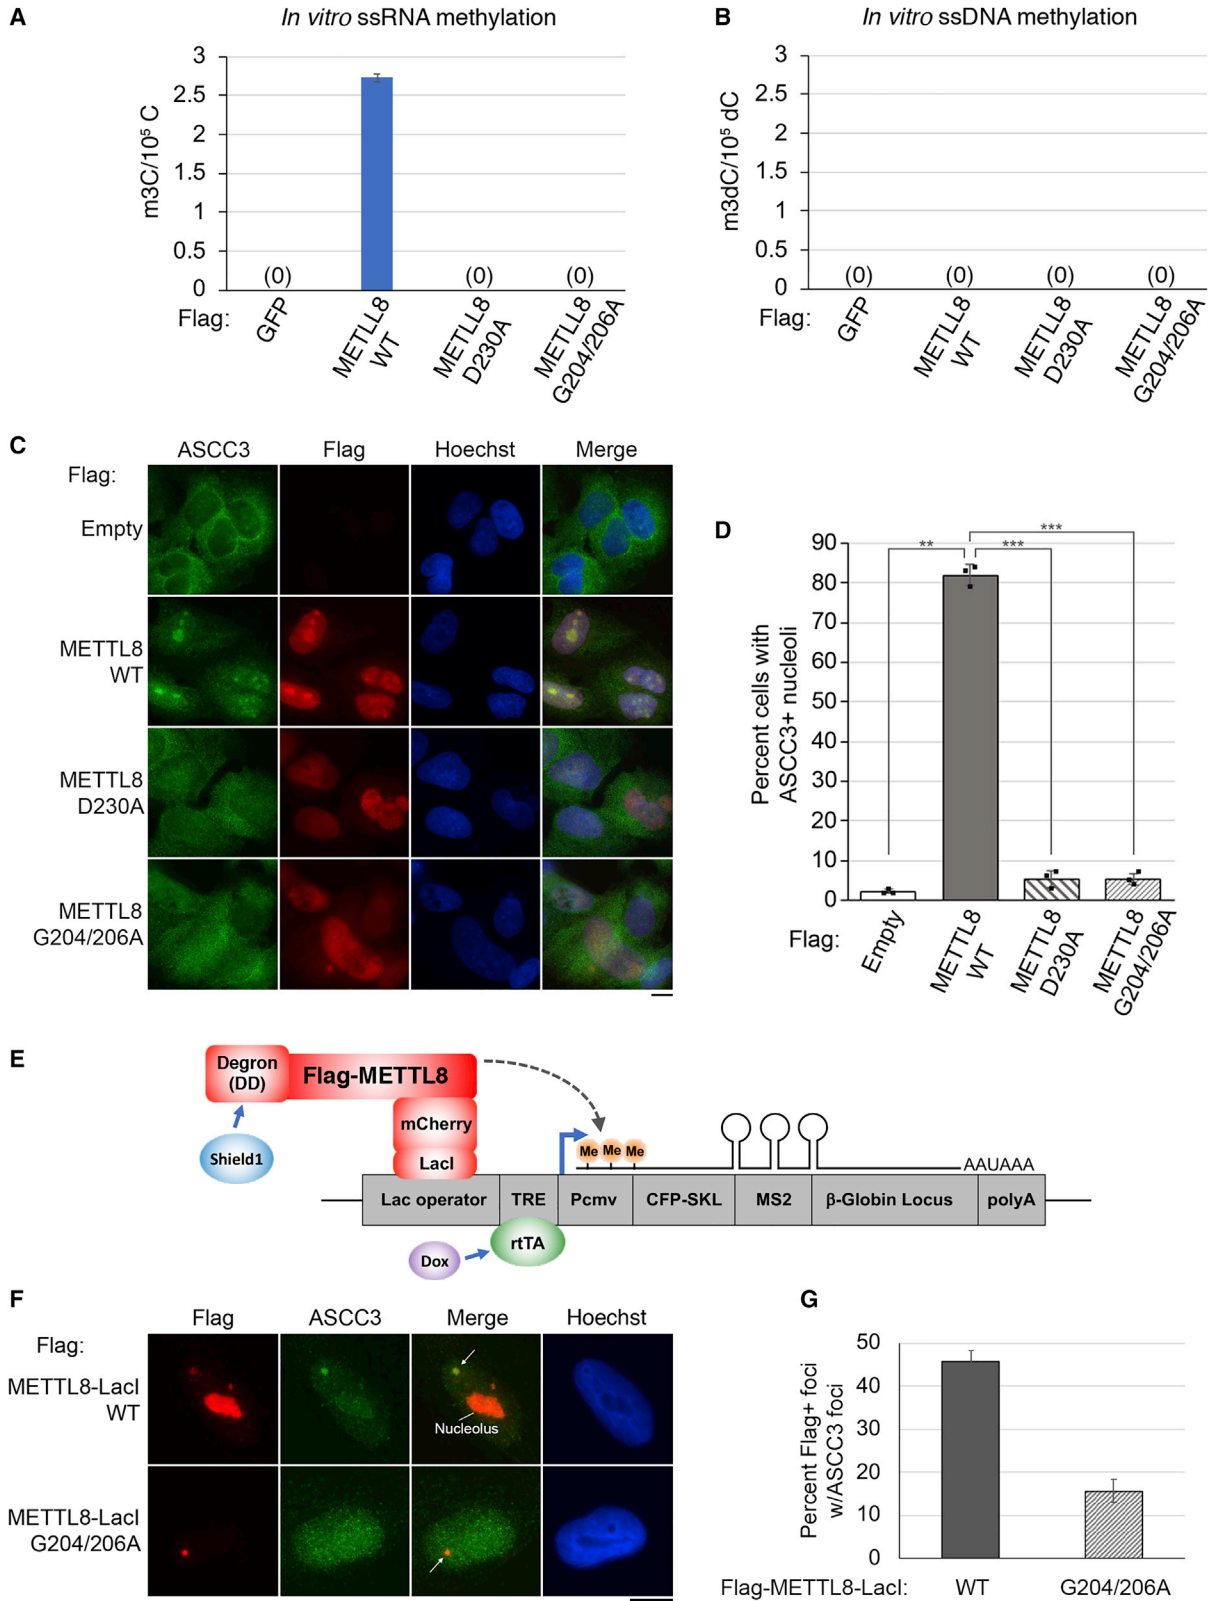 A
In vitro ssRNA methylation
m3C/10⁵ C
3
2.5
2
1.5
1
0.5
0
(0)
(0)
(0)
Flag:
GFP
METLL8
WT
METLL8
D230A
METLL8
G204/206A
B
In vitro ssDNA methylation
m3dC/10⁵ dC
3
2.5
2
1.5
1
0.5
0
(0)
(0)
(0)
(0)
Flag:
GFP
METLL8
WT
METLL8
D230A
METLL8
G204/206A
C
ASCC3
Flag
Hoechst
Merge
Flag:
Empty
METTL8
WT
METTL8
D230A
METTL8
G204/206A
D
Percent cells with
ASCC3+ nucleoli
90
80
70
60
50
40
30
20
10
0
**
***
***
Flag:
Empty
METTL8
WT
METTL8
D230A
METTL8
G204/206A
E
Degron
(DD)
Flag-METTL8
mCherry
LacI
Shield1
Me
Me
Me
AAUAAA
Lac operator
TRE
Pcmv
CFP-SKL
MS2
β-Globin Locus
polyA
Dox
rtTA
F
Flag
ASCC3
Merge
Hoechst
Flag:
METTL8-LacI
WT
Nucleolus
METTL8-LacI
G204/206A
G
Percent Flag+ foci
w/ASCC3 foci
50
40
30
20
10
0
Flag-METTL8-LacI:
WT
G204/206A